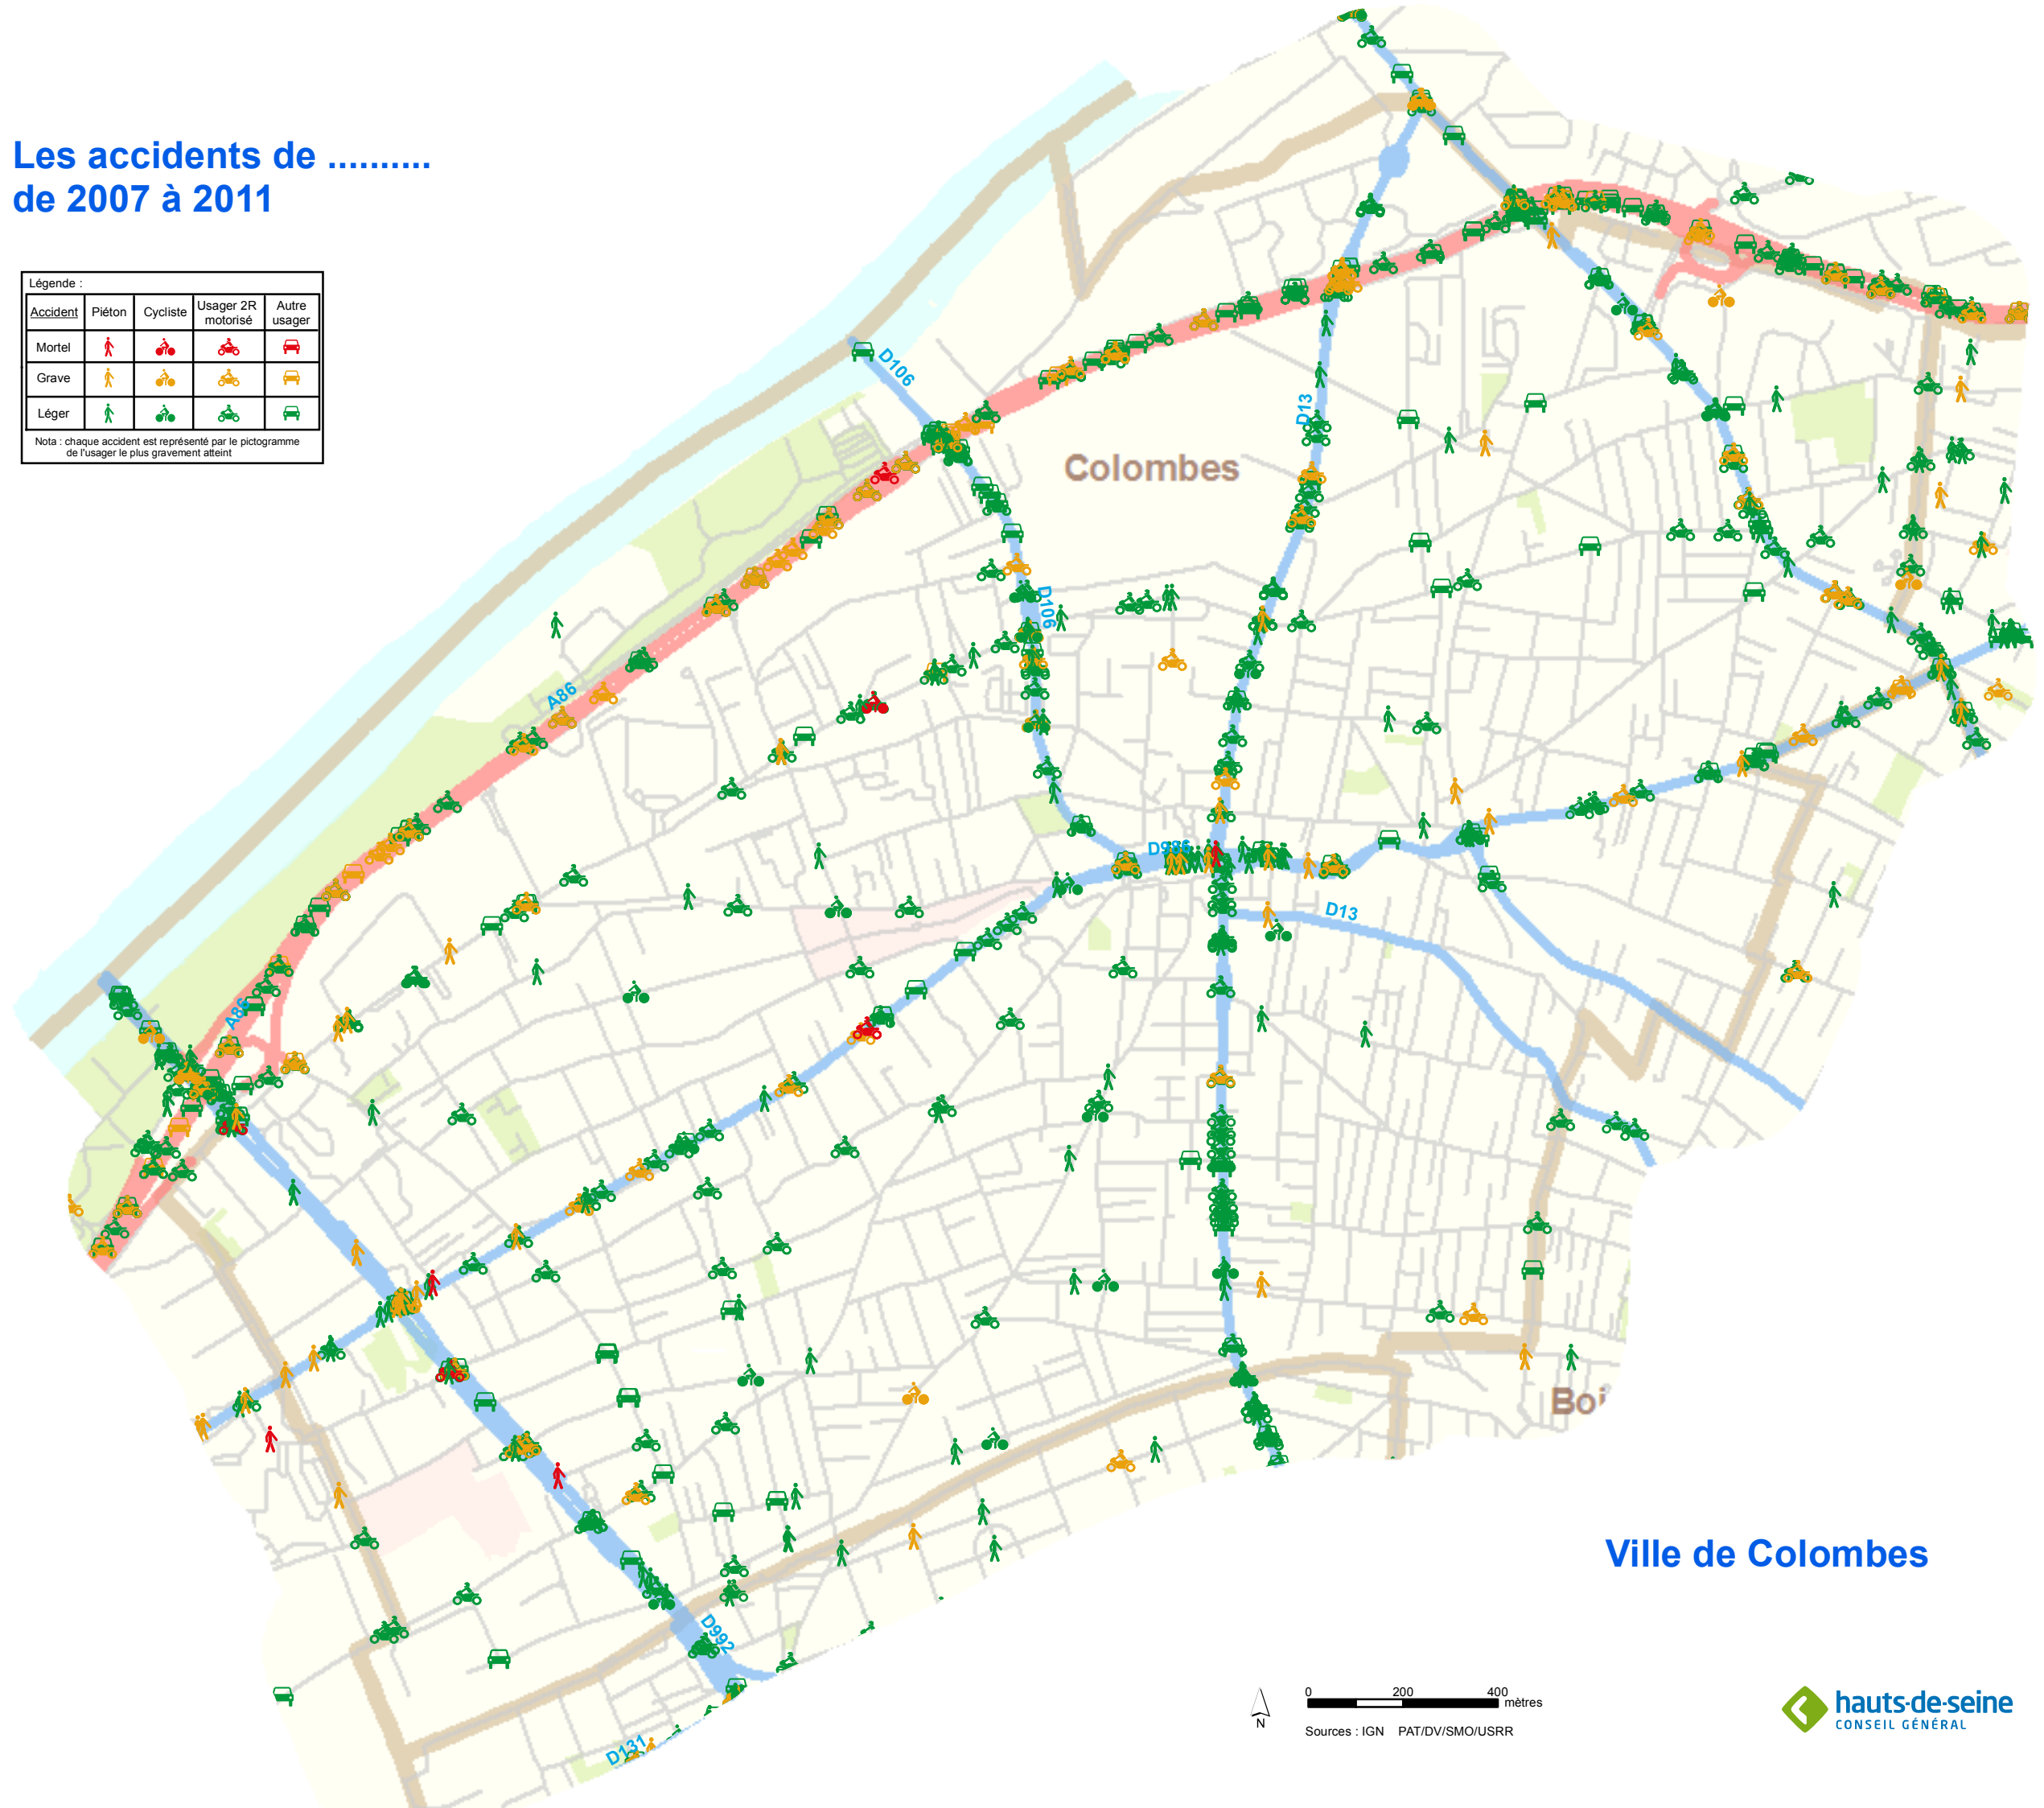 Les accidents de ..........
de 2007 à 2011
Légende :
Accident Piéton Cycliste Usager 2R motorisé Autre usager
Mortel
Grave
Léger
Nota : chaque accident est représenté par le pictogramme
de l'usager le plus gravement atteint
D106
D13
Colombes
D106
A86
D986
D13
A86
Boi
Ville de Colombes
D992
D131
0 200 400
mètres
N
Sources : IGN PAT/DV/SMO/USRR
hauts-de-seine
CONSEIL GÉNÉRAL